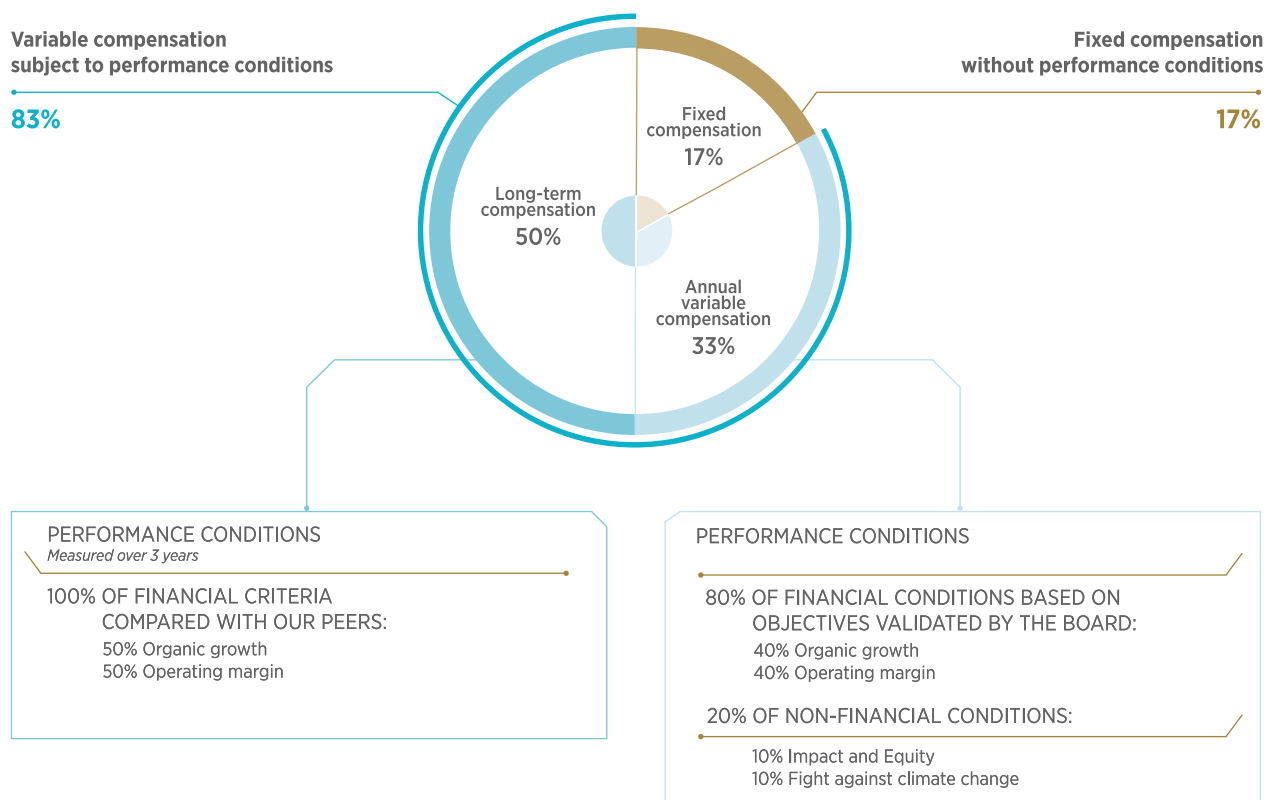 Variable compensation
subject to performance conditions
83%
Fixed compensation
without performance conditions
17%
Fixed
compensation
17%
Long-term
compensation
50%
Annual
variable
compensation
33%
PERFORMANCE CONDITIONS
Measured over 3 years
100% OF FINANCIAL CRITERIA
COMPARED WITH OUR PEERS:
50% Organic growth
50% Operating margin
PERFORMANCE CONDITIONS
80% OF FINANCIAL CONDITIONS BASED ON
OBJECTIVES VALIDATED BY THE BOARD:
40% Organic growth
40% Operating margin
20% OF NON-FINANCIAL CONDITIONS:
10% Impact and Equity
10% Fight against climate change